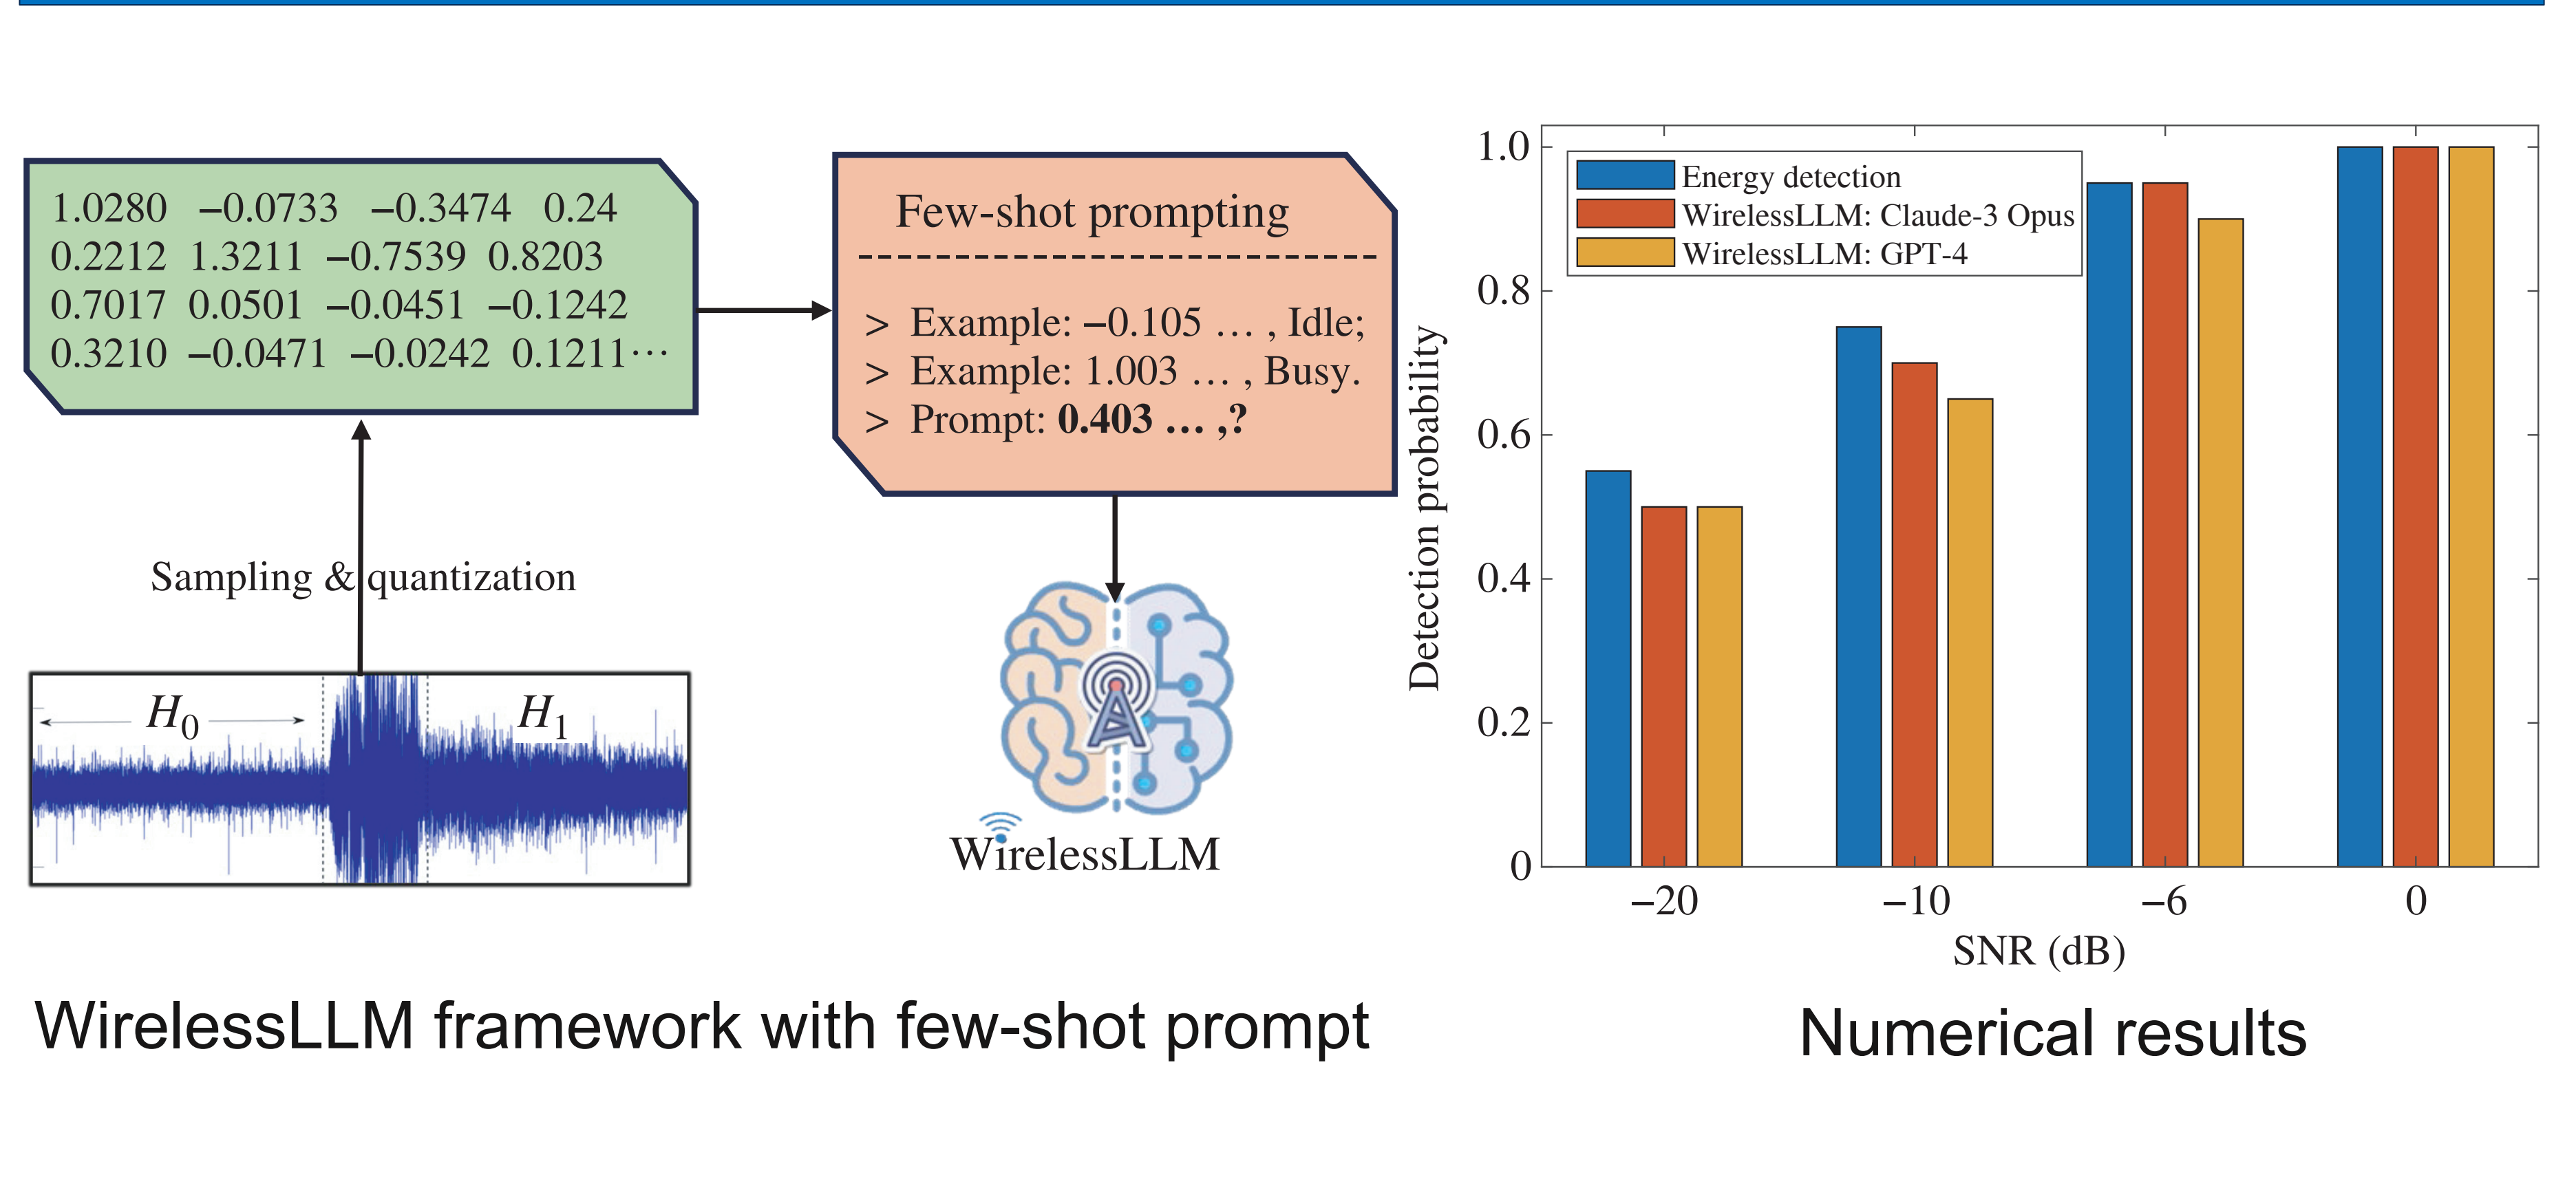 1.0280 −0.0733 −0.3474 0.24
0.2212 1.3211 −0.7539 0.8203
0.7017 0.0501 −0.0451 −0.1242
0.3210 −0.0471 −0.0242 0.1211⋯
Sampling & quantization
H0
H1
Few-shot prompting
> Example: −0.105 … , Idle;
> Example: 1.003 … , Busy.
> Prompt: 0.403 … ,?
WirelessLLM
WirelessLLM framework with few-shot prompt
Detection probability
1.0
0.8
0.6
0.4
0.2
0
Energy detection
WirelessLLM: Claude-3 Opus
WirelessLLM: GPT-4
−20 −10 −6 0
SNR (dB)
Numerical results